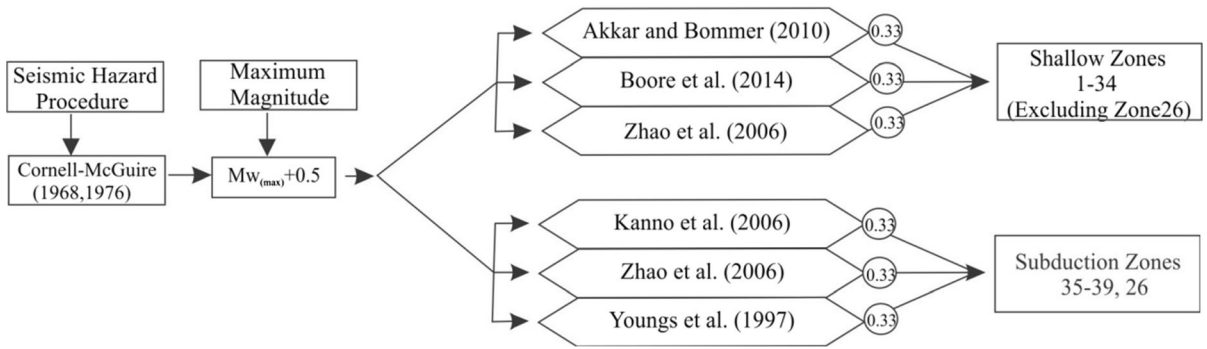 Seismic Hazard
Procedure
Maximum
Magnitude
Cornell-McGuire
(1968,1976)
Mw(max)+0.5
Akkar and Bommer (2010)
0.33
Boore et al. (2014)
0.33
Zhao et al. (2006)
0.33
Shallow Zones
1-34
(Excluding Zone26)
Kanno et al. (2006)
0.33
Zhao et al. (2006)
0.33
Youngs et al. (1997)
0.33
Subduction Zones
35-39, 26